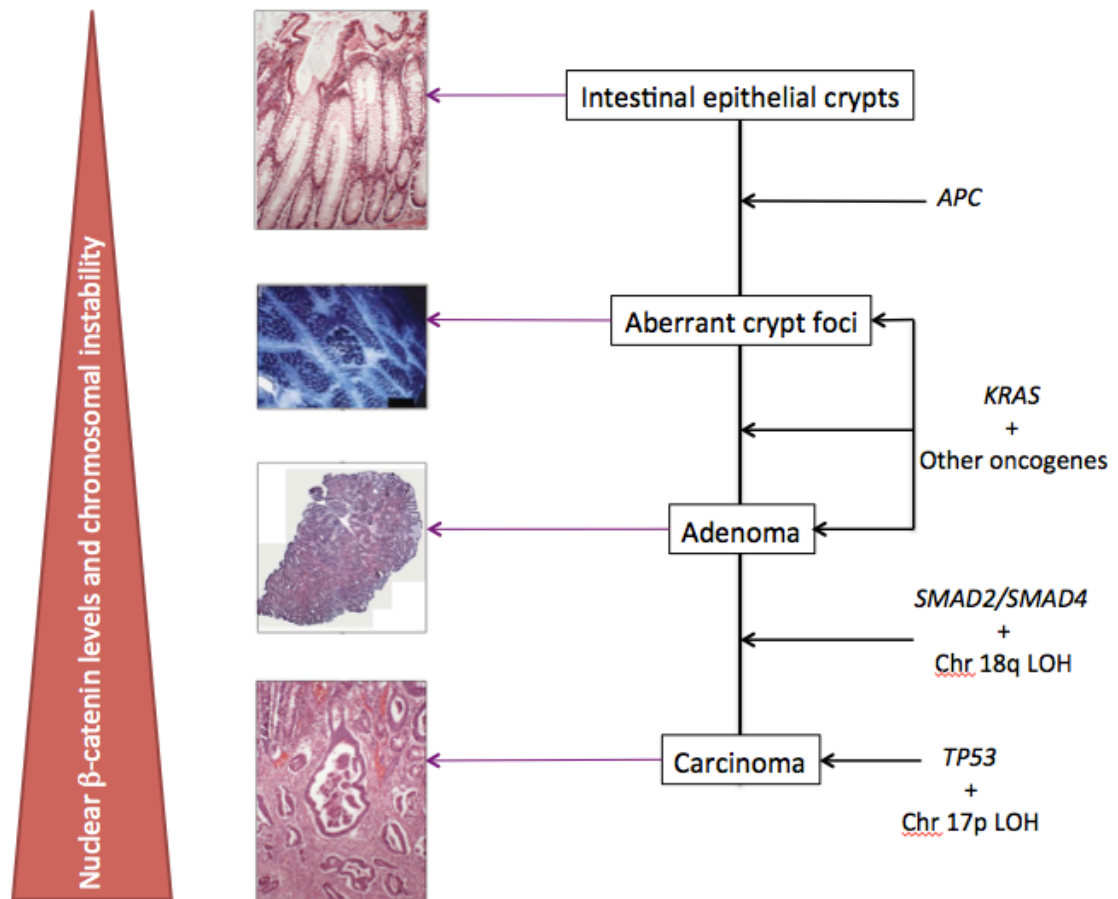 Nuclear β-catenin levels and chromosomal instability
Intestinal epithelial crypts
APC
Aberrant crypt foci
KRAS
+
Other oncogenes
Adenoma
SMAD2/SMAD4
+
Chr 18q LOH
Carcinoma
TP53
+
Chr 17p LOH